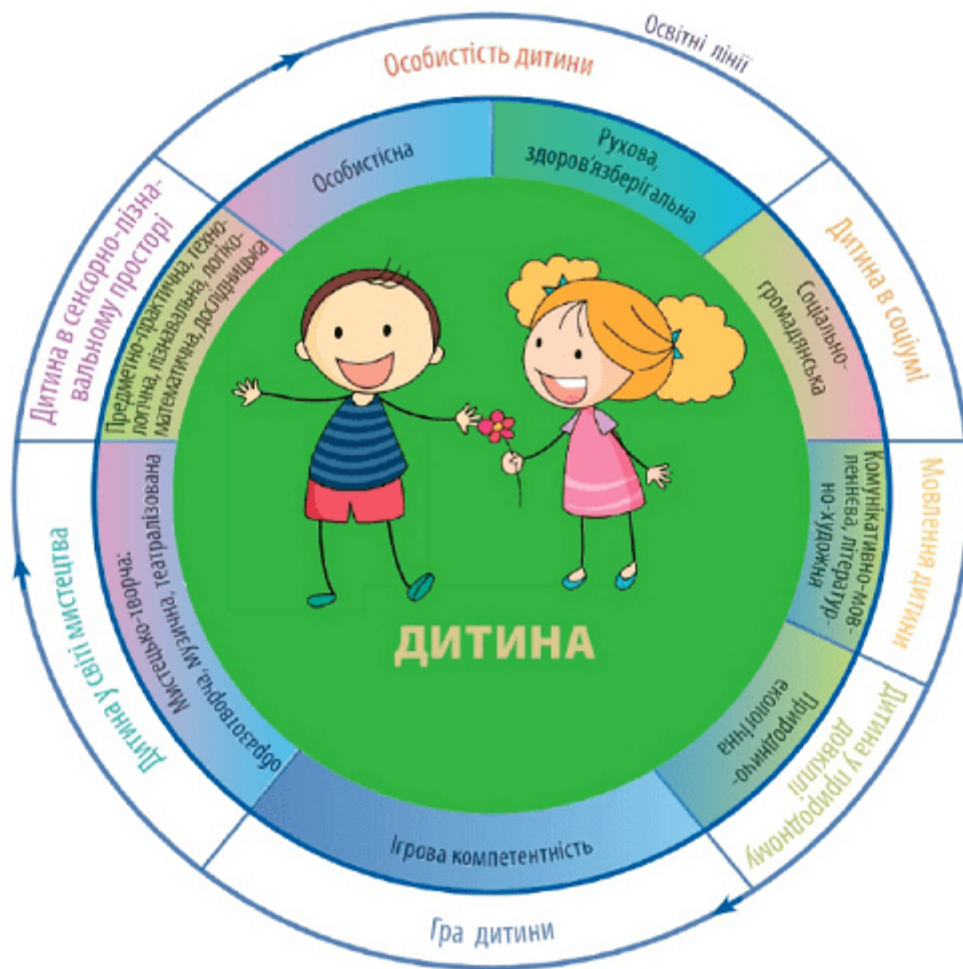 Освітні лінії
Особистість дитини
Особистісна
Рухова,
здоров'язберігальна
Дитина в соціумі
Соціально-
громадянська
Мовлення дитини
Комунікативно-мов-
леннєва, літератур-
но-художня
Дитина у природному
довкіллі
Природничо-
екологічна
Гра дитини
Ігрова компетентність
Дитина у світі мистецтва
Мистецько-творча:
образотворча, музична, театралізована
Дитина в сенсорно-пізна-
вальному просторі
Предметно-практична, техно-
логічна, пізнавальна, логіко-
математична, дослідницька
ДИТИНА